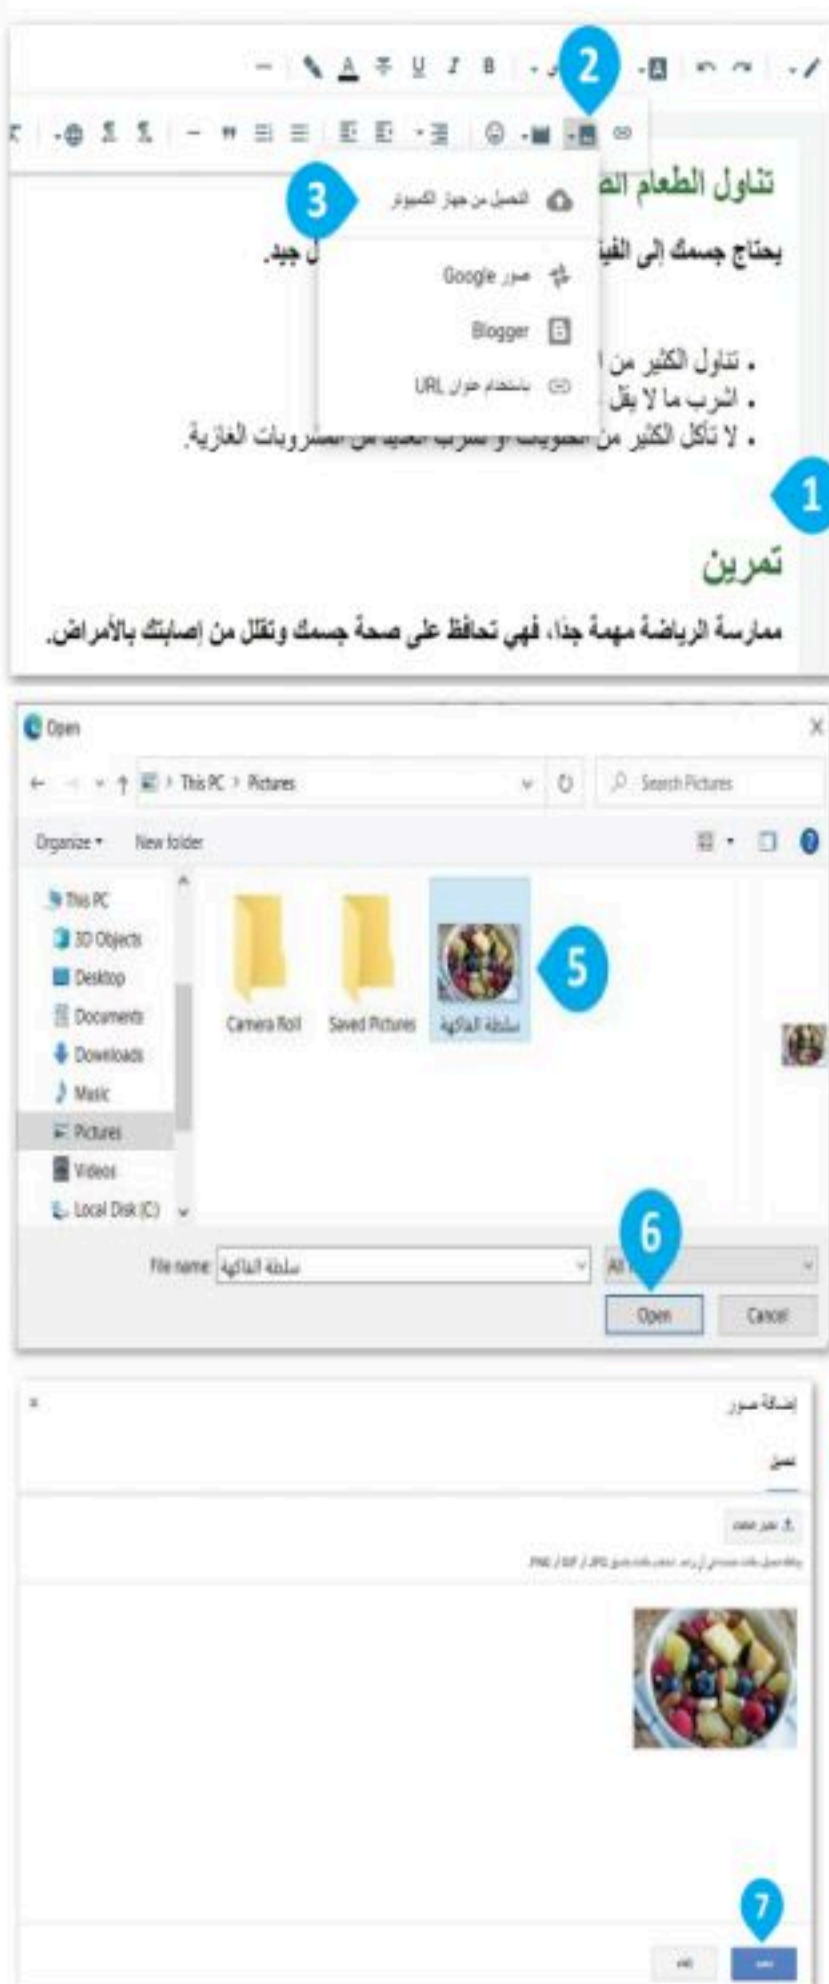 2
3
التحميل من جهاز الكمبيوتر
صور Google
Blogger
باستخدام عنوان URL
تناول الطعام
يحتاج جسمك إلى
جيد.
• تناول الكثير من
• اشرب ما لا يقل
• لا تأكل الكثير من الحلويات أو تشرب العديد من المشروبات الغازية.
1
تمرين
ممارسة الرياضة مهمة جدًا، فهي تحافظ على صحة جسمك وتقلل من إصابتك بالأمراض.
Open
This PC > Pictures
Search Pictures
Organize
New folder
This PC
3D Objects
Desktop
Documents
Downloads
Music
Pictures
Videos
Local Disk (C:)
Camera Roll
Saved Pictures
سلطة الفاكهة
5
File name: سلطة الفاكهة
All
6
Open
Cancel
إضافة صور
تحميل
7